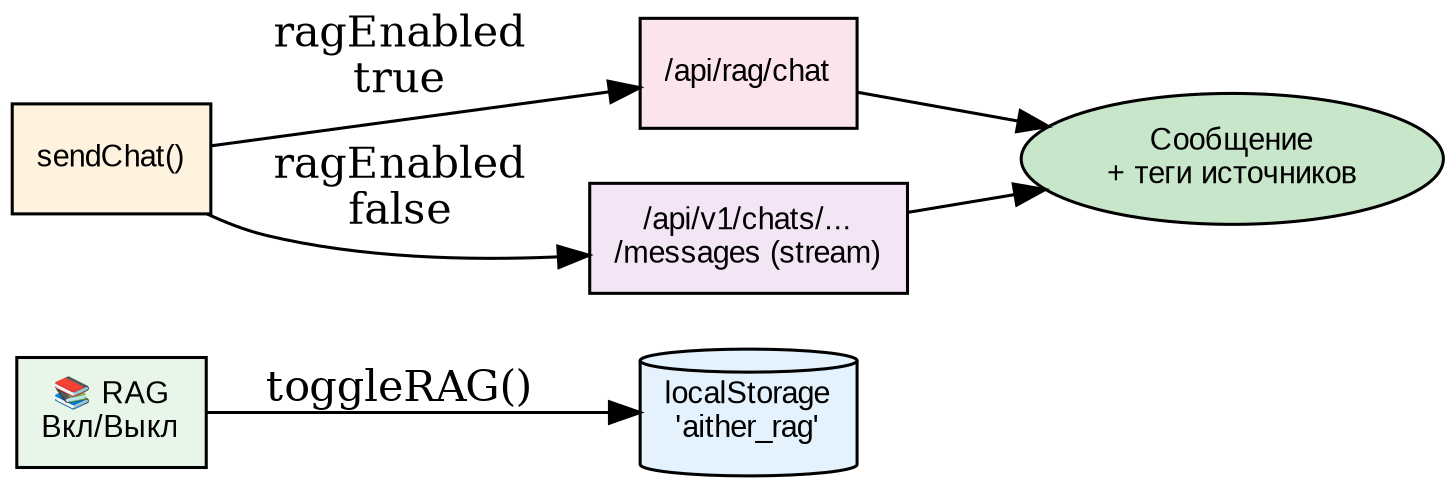 ragEnabled
true
/api/rag/chat
sendChat()
ragEnabled
false
/api/v1/chats/...
/messages (stream)
Сообщение
+ теги источников
📚 RAG
Вкл/Выкл
toggleRAG()
localStorage
'aither_rag'